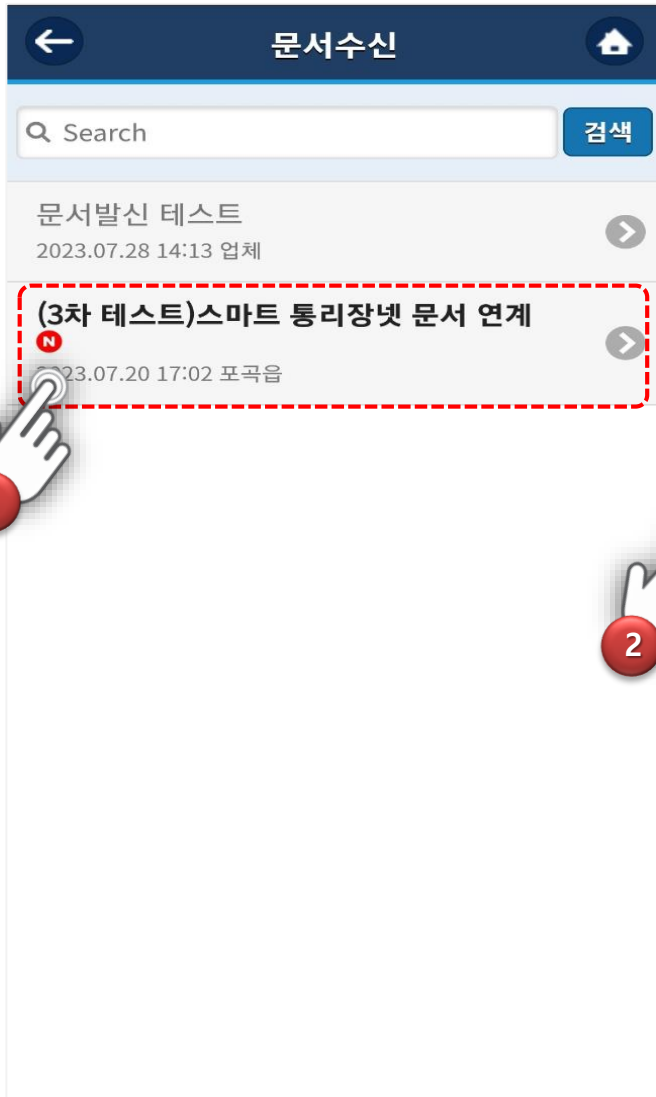 문서수신
Search
검색
문서발신 테스트
2023.07.28 14:13 업체
(3차 테스트)스마트 통리장넷 문서 연계
N
2023.07.20 17:02 포곡읍
2